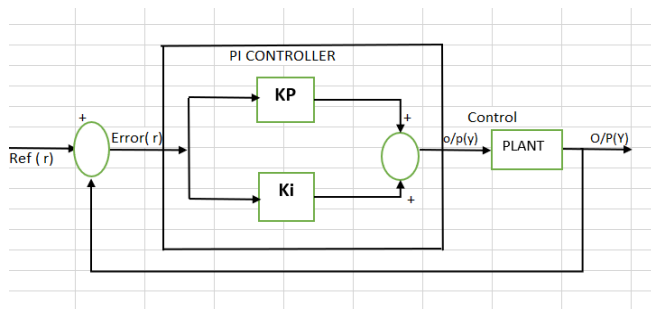 PI CONTROLLER
KP
+
+
Control
Error( r)
o/p(y)
PLANT
O/P(Y)
Ref ( r)
Ki
+